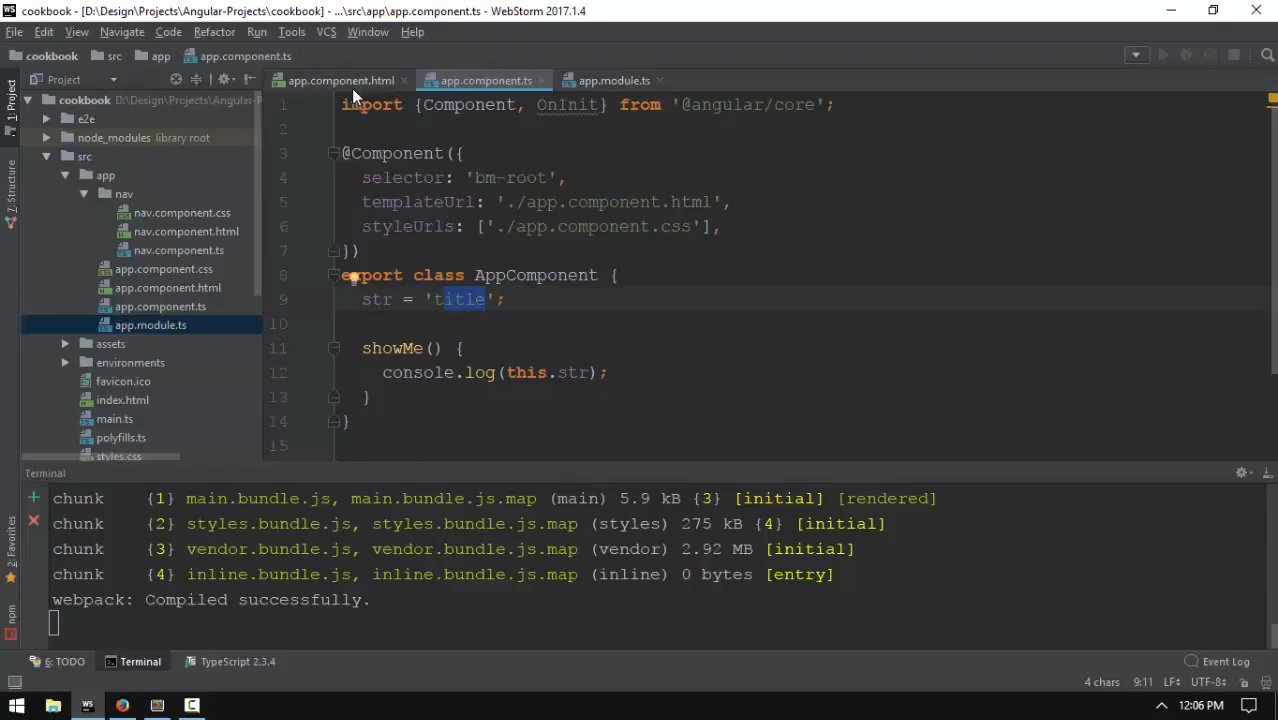 WS cookbook - [D:\Design\Projects\Angular-Projects\cookbook] - ...\src\app\app.component.ts - WebStorm 2017.1.4
File Edit View Navigate Code Refactor Run Tools VCS Window Help
cookbook src app app.component.ts
1: Project
7: Structure
2: Favorites
npm
Project
cookbook D:\Design\Projects\Angular-
e2e
node_modules library root
src
app
nav
nav.component.css
nav.component.html
nav.component.ts
app.component.css
app.component.html
app.component.ts
app.module.ts
assets
environments
favicon.ico
index.html
main.ts
polyfills.ts
styles.css
app.component.html app.component.ts app.module.ts
1 import {Component, OnInit} from '@angular/core';
2
3 @Component({
4 selector: 'bm-root',
5 templateUrl: './app.component.html',
6 styleUrls: ['./app.component.css'],
7 })
8 export class AppComponent {
9 str = 'title';
10
11 showMe() {
12 console.log(this.str);
13 }
14 }
15
Terminal
chunk {1} main.bundle.js, main.bundle.js.map (main) 5.9 kB {3} [initial] [rendered]
chunk {2} styles.bundle.js, styles.bundle.js.map (styles) 275 kB {4} [initial]
chunk {3} vendor.bundle.js, vendor.bundle.js.map (vendor) 2.92 MB [initial]
chunk {4} inline.bundle.js, inline.bundle.js.map (inline) 0 bytes [entry]
webpack: Compiled successfully.
6: TODO Terminal TypeScript 2.3.4 Event Log
4 chars 9:11 LF UTF-8
WS C 12:06 PM